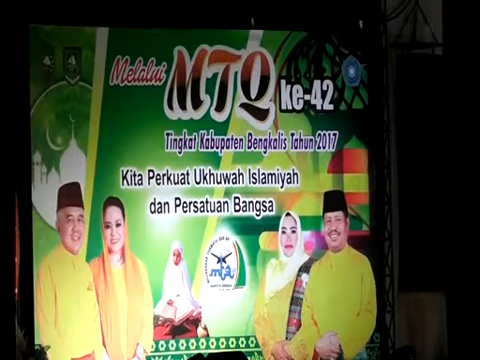 Melalui
MTQ ke-42
Tingkat Kabupaten Bengkalis Tahun 2017
Kita Perkuat Ukhuwah Islamiyah
dan Persatuan Bangsa